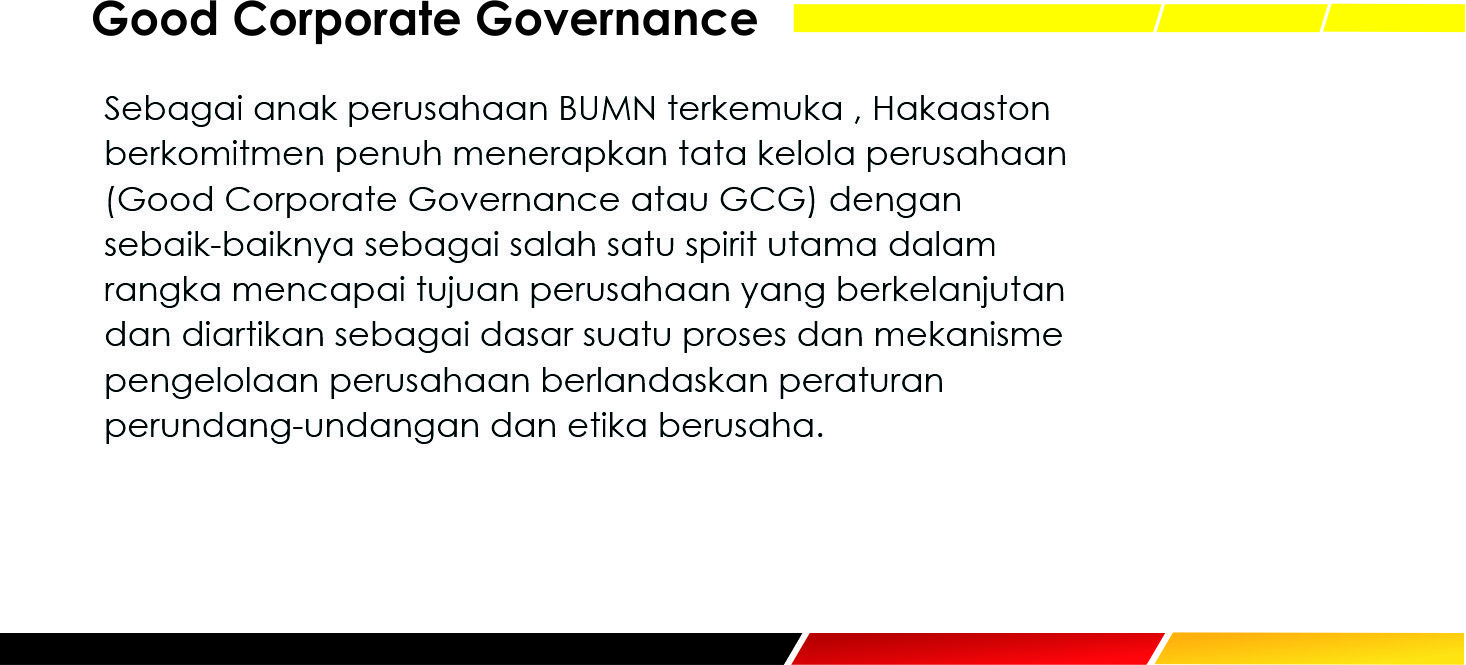 Good Corporate Governance
Sebagai anak perusahaan BUMN terkemuka , Hakaaston
berkomitmen penuh menerapkan tata kelola perusahaan
(Good Corporate Governance atau GCG) dengan
sebaik-baiknya sebagai salah satu spirit utama dalam
rangka mencapai tujuan perusahaan yang berkelanjutan
dan diartikan sebagai dasar suatu proses dan mekanisme
pengelolaan perusahaan berlandaskan peraturan
perundang-undangan dan etika berusaha.